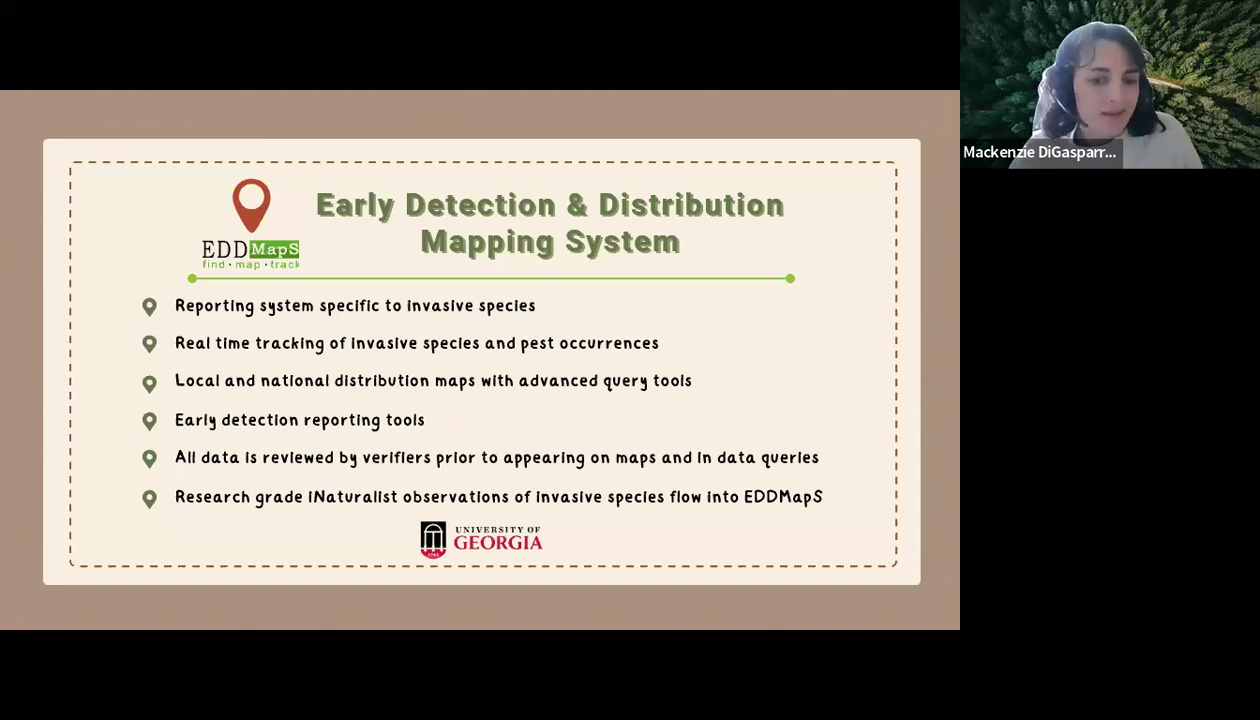 Early Detection & Distribution
Mapping System
EDDMapS
find • map • track
Reporting system specific to invasive species
Real time tracking of invasive species and pest occurrences
Local and national distribution maps with advanced query tools
Early detection reporting tools
All data is reviewed by verifiers prior to appearing on maps and in data queries
Research grade iNaturalist observations of invasive species flow into EDDMapS
UNIVERSITY OF
GEORGIA
1785
Mackenzie DiGasparr...